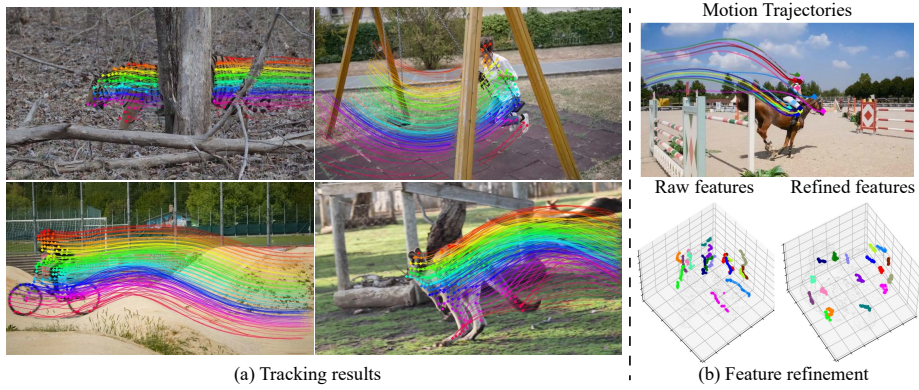 Motion Trajectories
Raw features
Refined features
(a) Tracking results
(b) Feature refinement